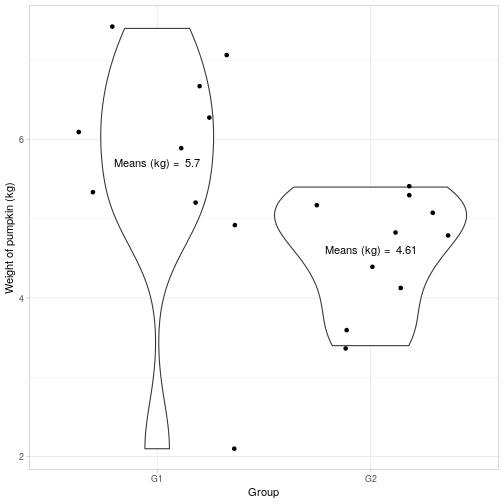 6
4
2
Weight of pumpkin (kg)
Means (kg) =  5.7
Means (kg) =  4.61
G1
G2
Group